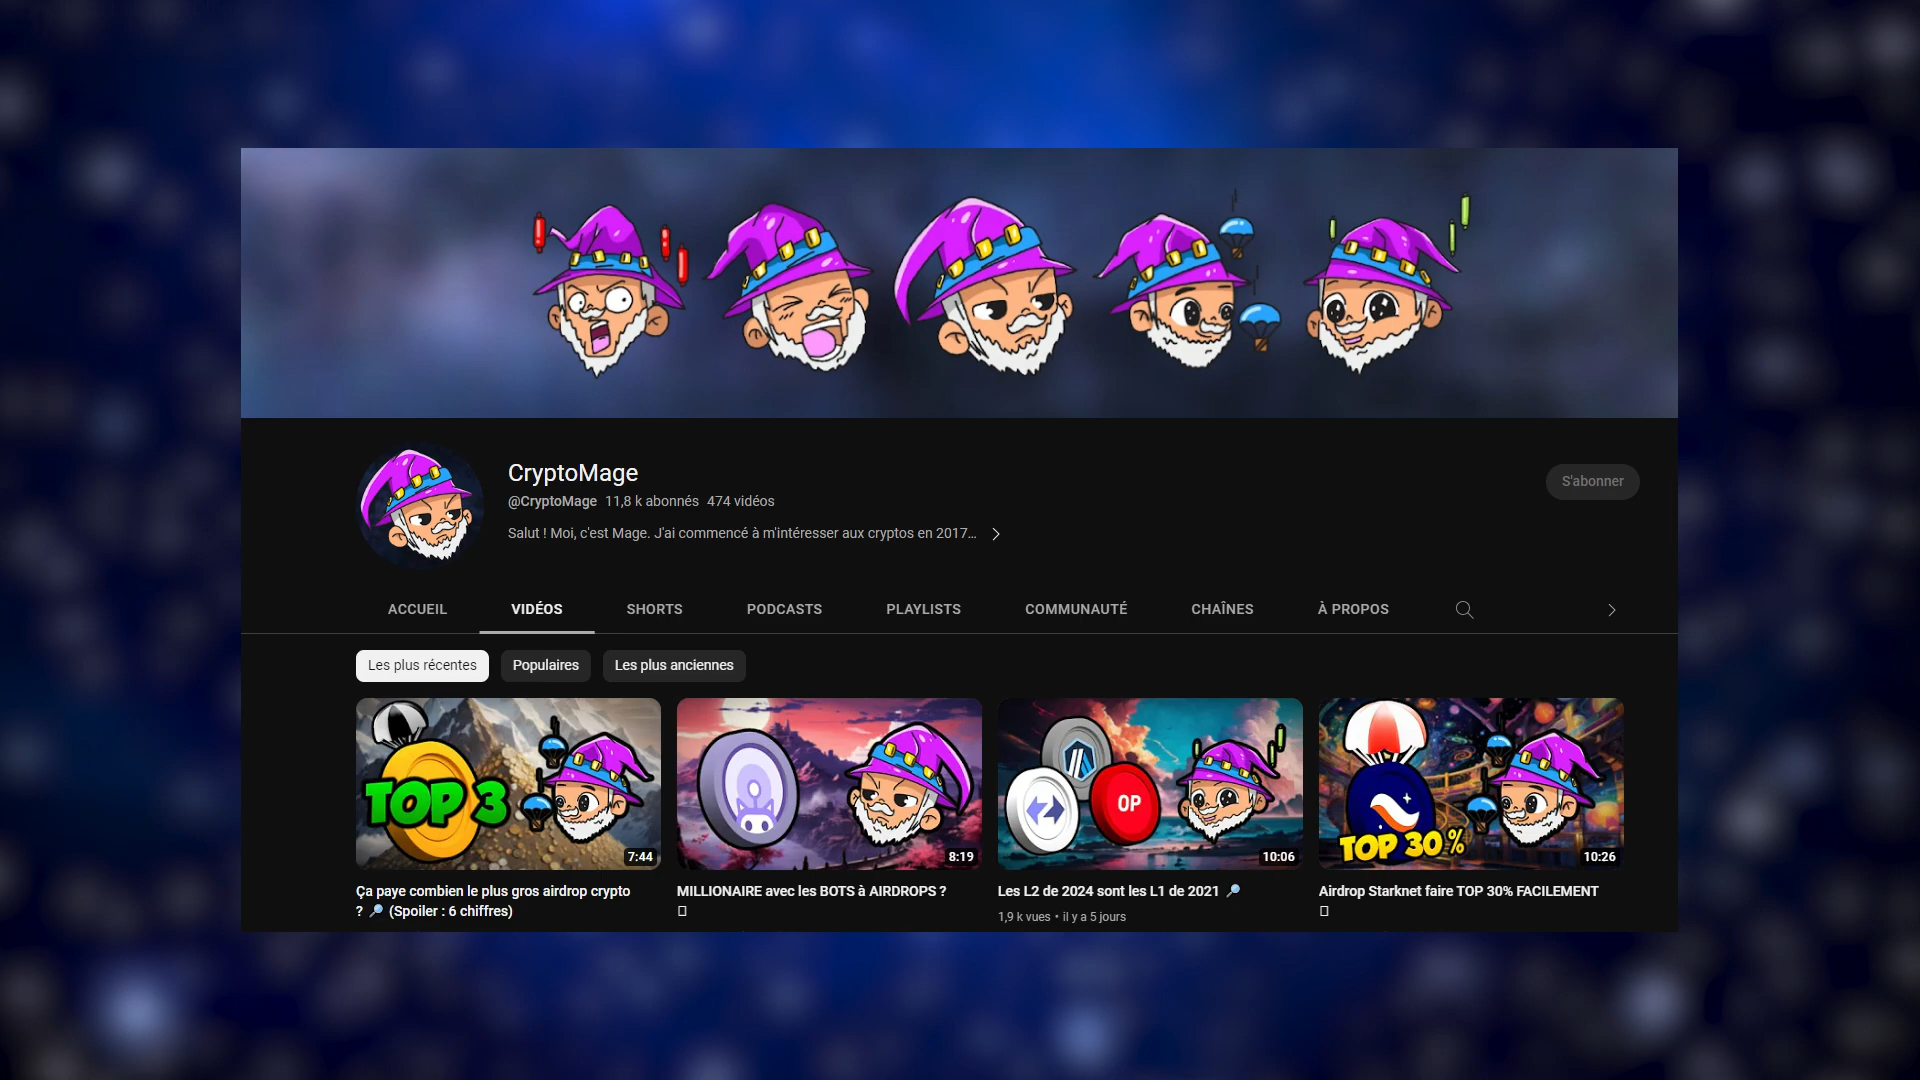 CryptoMage
@CryptoMage 11,8 k abonnés 474 vidéos
S'abonner
Salut ! Moi, c'est Mage. J'ai commencé à m'intéresser aux cryptos en 2017...
ACCUEIL VIDÉOS SHORTS PODCASTS PLAYLISTS COMMUNAUTÉ CHAÎNES À PROPOS
Les plus récentes Populaires Les plus anciennes
TOP 3
7:44
8:19
OP
10:06
TOP 30%
10:26
Ça paye combien le plus gros airdrop crypto
? 🔎 (Spoiler : 6 chiffres)
MILLIONAIRE avec les BOTS à AIRDROPS ?
Les L2 de 2024 sont les L1 de 2021 🔎
1,9 k vues • il y a 5 jours
Airdrop Starknet faire TOP 30% FACILEMENT